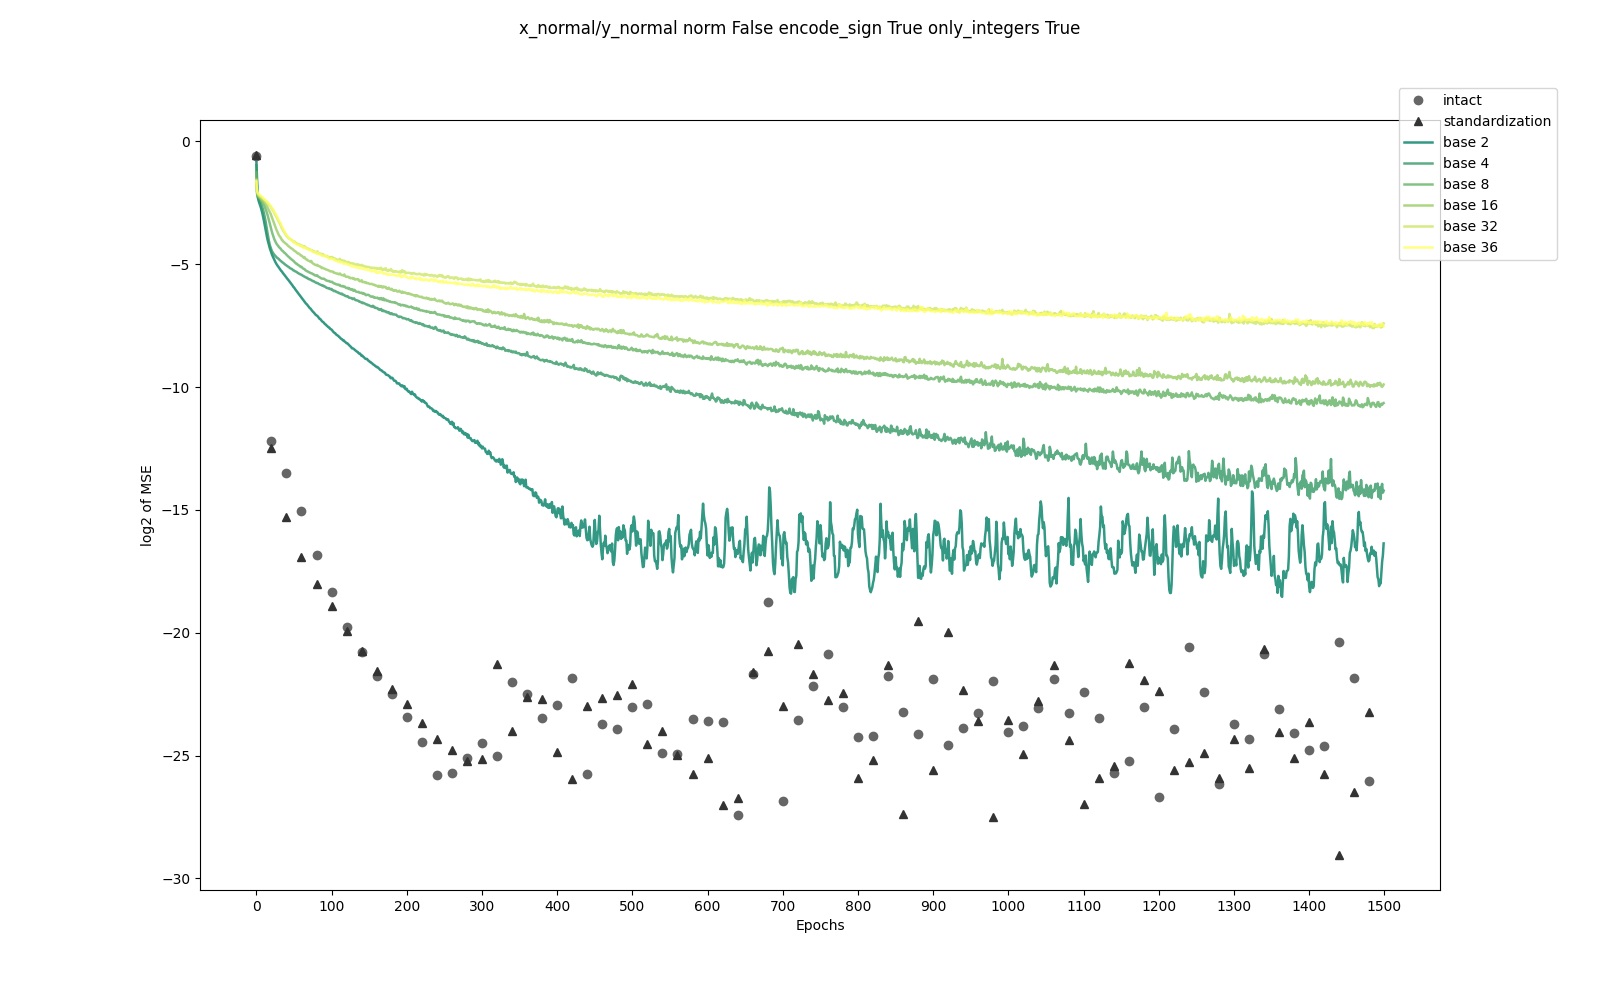 x_normal/y_normal norm False encode_sign True only_integers True
intact
standardization
base 2
base 4
base 8
base 16
base 32
base 36
log2 of MSE
0
−5
−10
−15
−20
−25
−30
0 100 200 300 400 500 600 700 800 900 1000 1100 1200 1300 1400 1500
Epochs